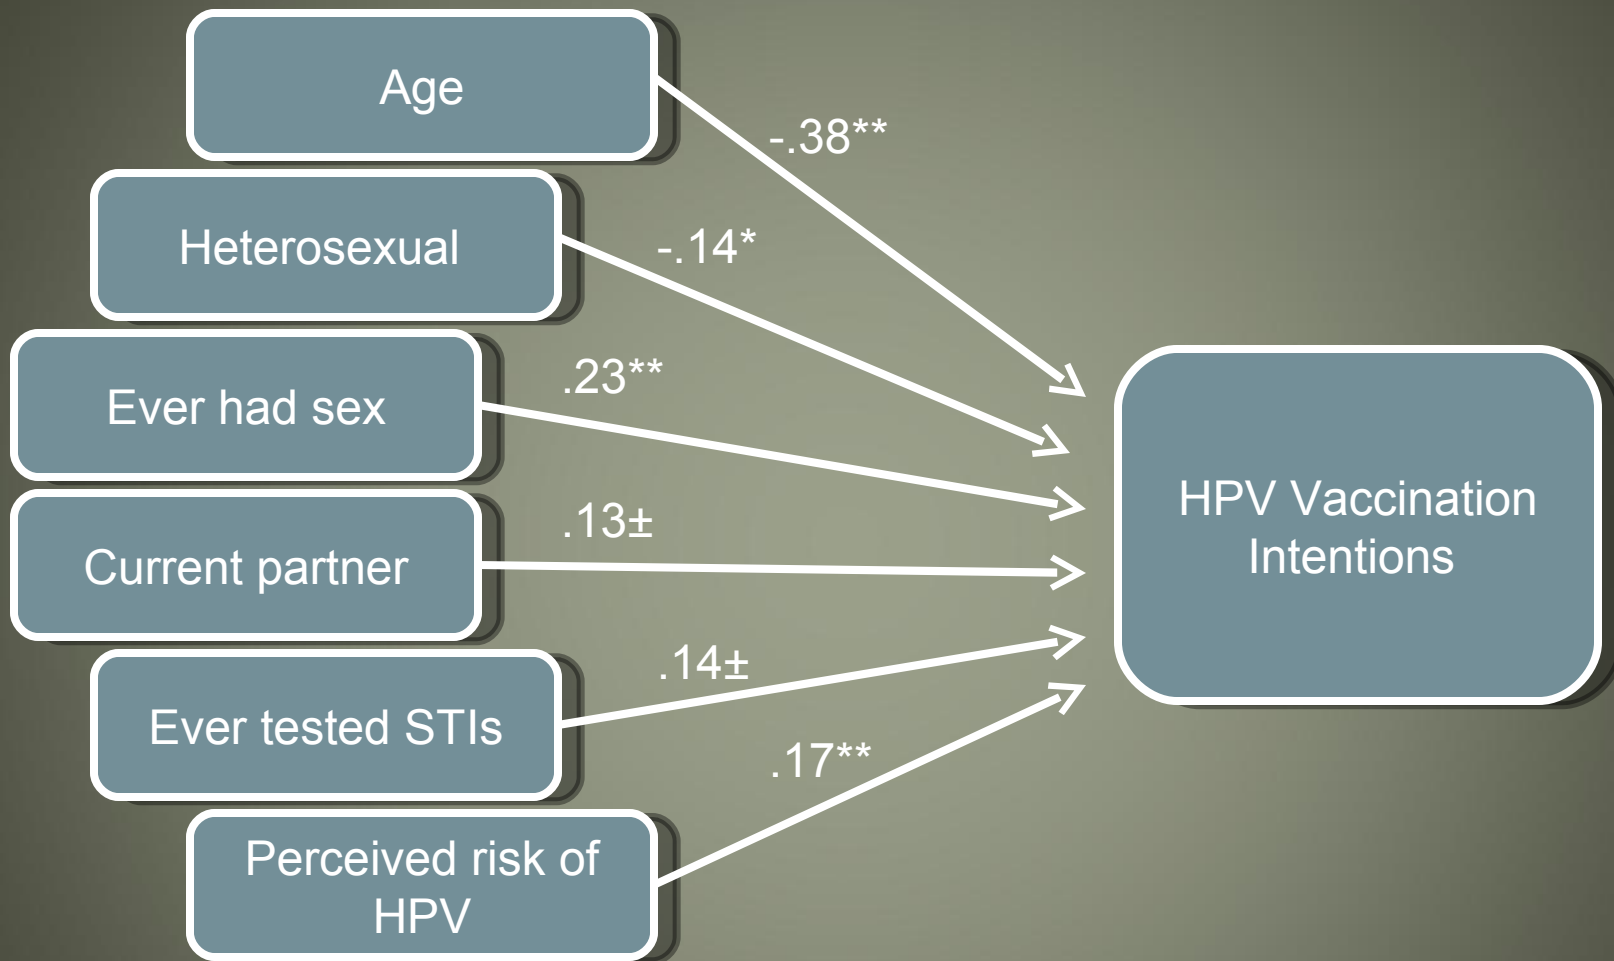 Age
-.38**
Heterosexual
-.14*
Ever had sex
.23**
Current partner
.13±
Ever tested STIs
.14±
Perceived risk of
HPV
.17**
HPV Vaccination
Intentions